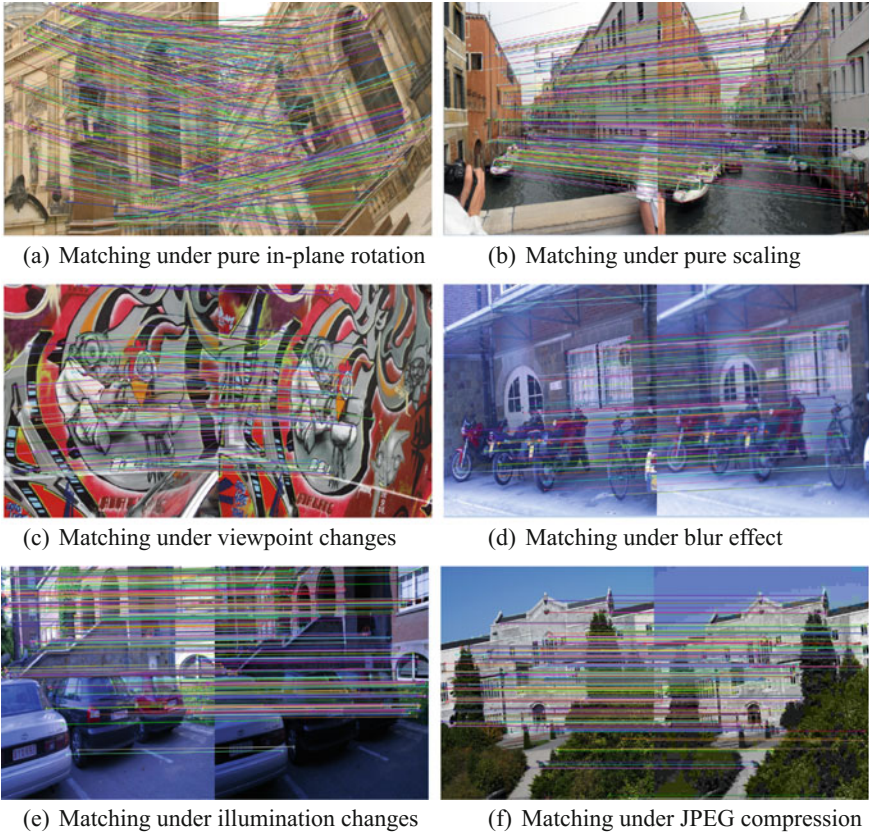 (a) Matching under pure in-plane rotation
(b) Matching under pure scaling
(c) Matching under viewpoint changes
(d) Matching under blur effect
(e) Matching under illumination changes
(f) Matching under JPEG compression